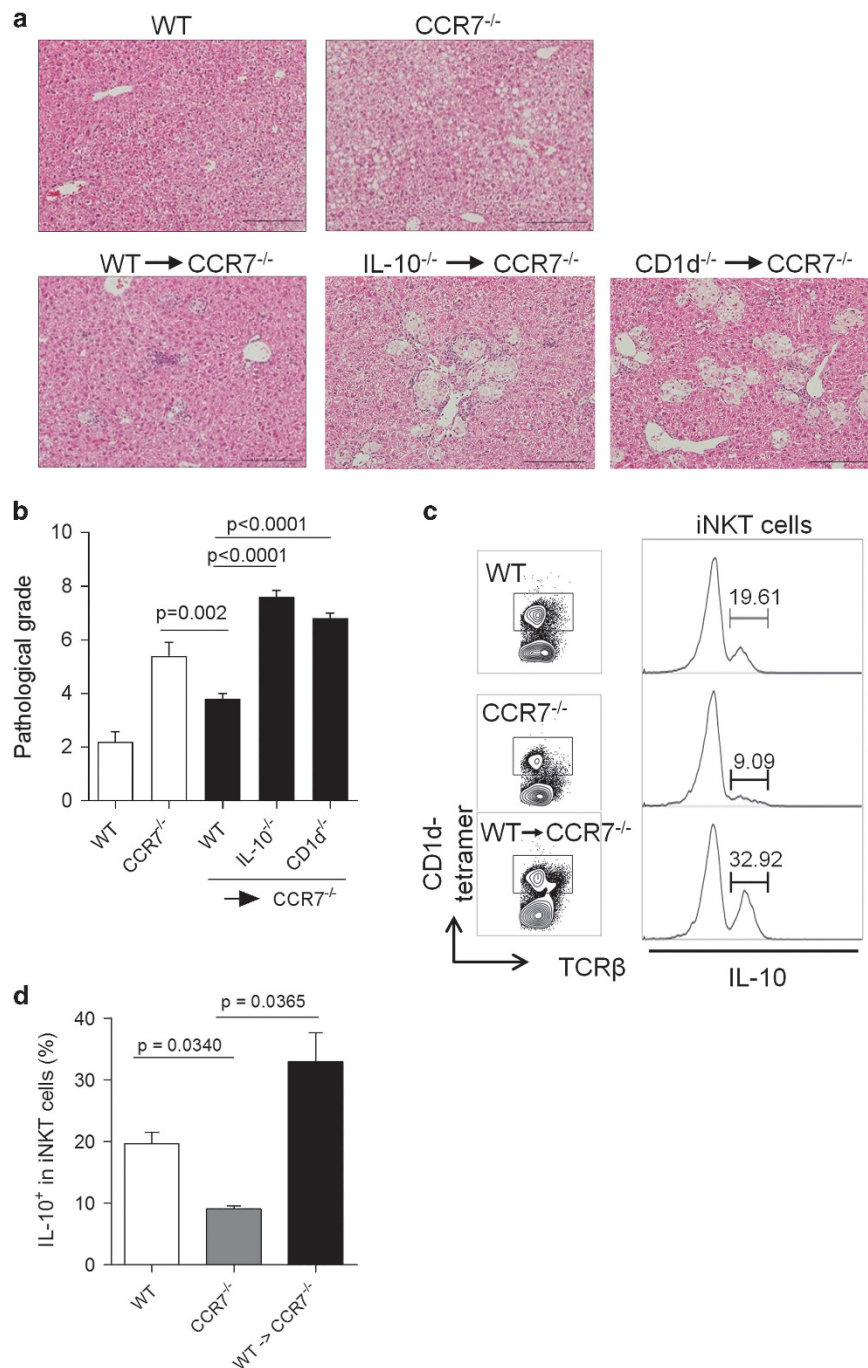 a
WT
CCR7-/-
WT → CCR7-/-
IL-10-/- → CCR7-/-
CD1d-/- → CCR7-/-
b
Pathological grade
10
8
6
4
2
0
p<0.0001
p<0.0001
p=0.002
WT
CCR7-/-
WT
IL-10-/-
CD1d-/-
→ CCR7-/-
c
iNKT cells
WT
19.61
CCR7-/-
9.09
WT→CCR7-/-
32.92
CD1d-
tetramer
TCRβ
IL-10
d
IL-10+ in iNKT cells (%)
40
30
20
10
0
p = 0.0365
p = 0.0340
WT
CCR7-/-
WT -> CCR7-/-